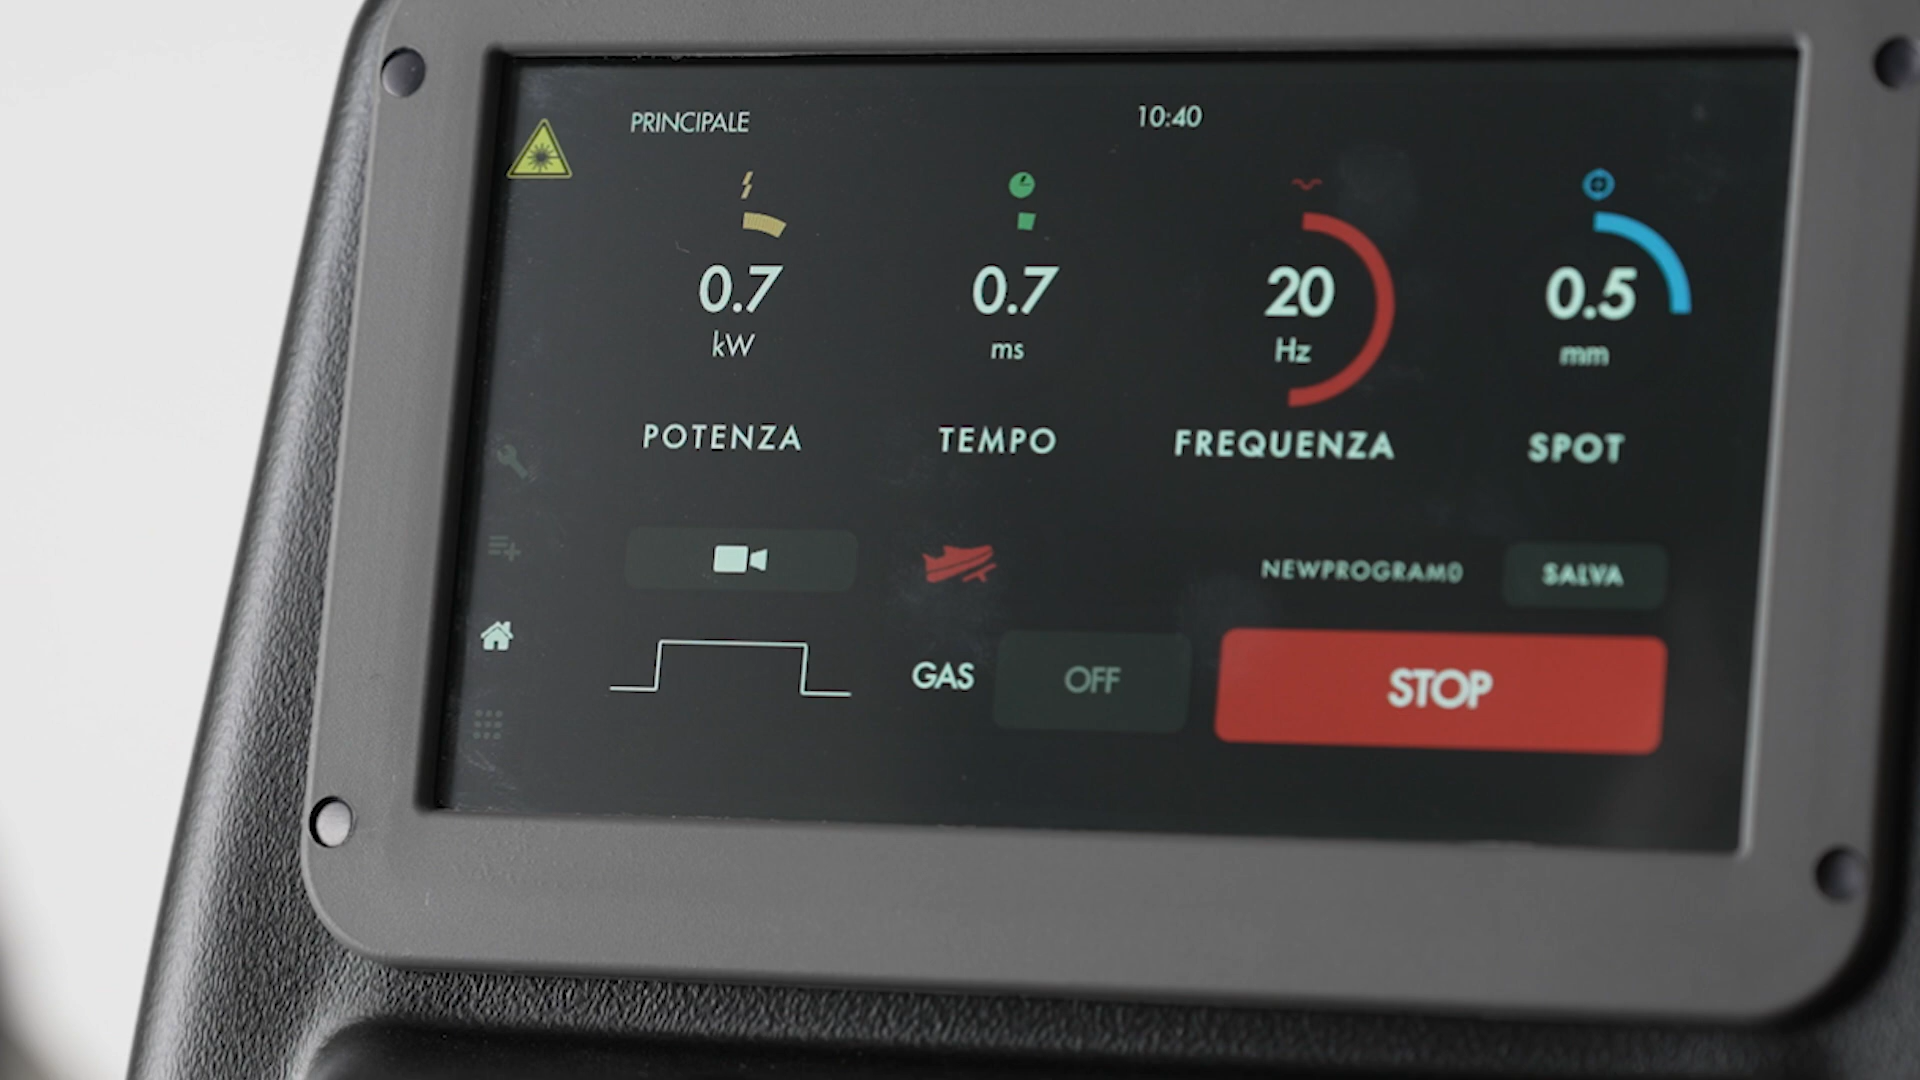 PRINCIPALE
10:40
0.7 0.7 20 0.5
kW ms Hz mm
POTENZA TEMPO FREQUENZA SPOT
NEWPROGRAM0 SALVA
GAS OFF STOP